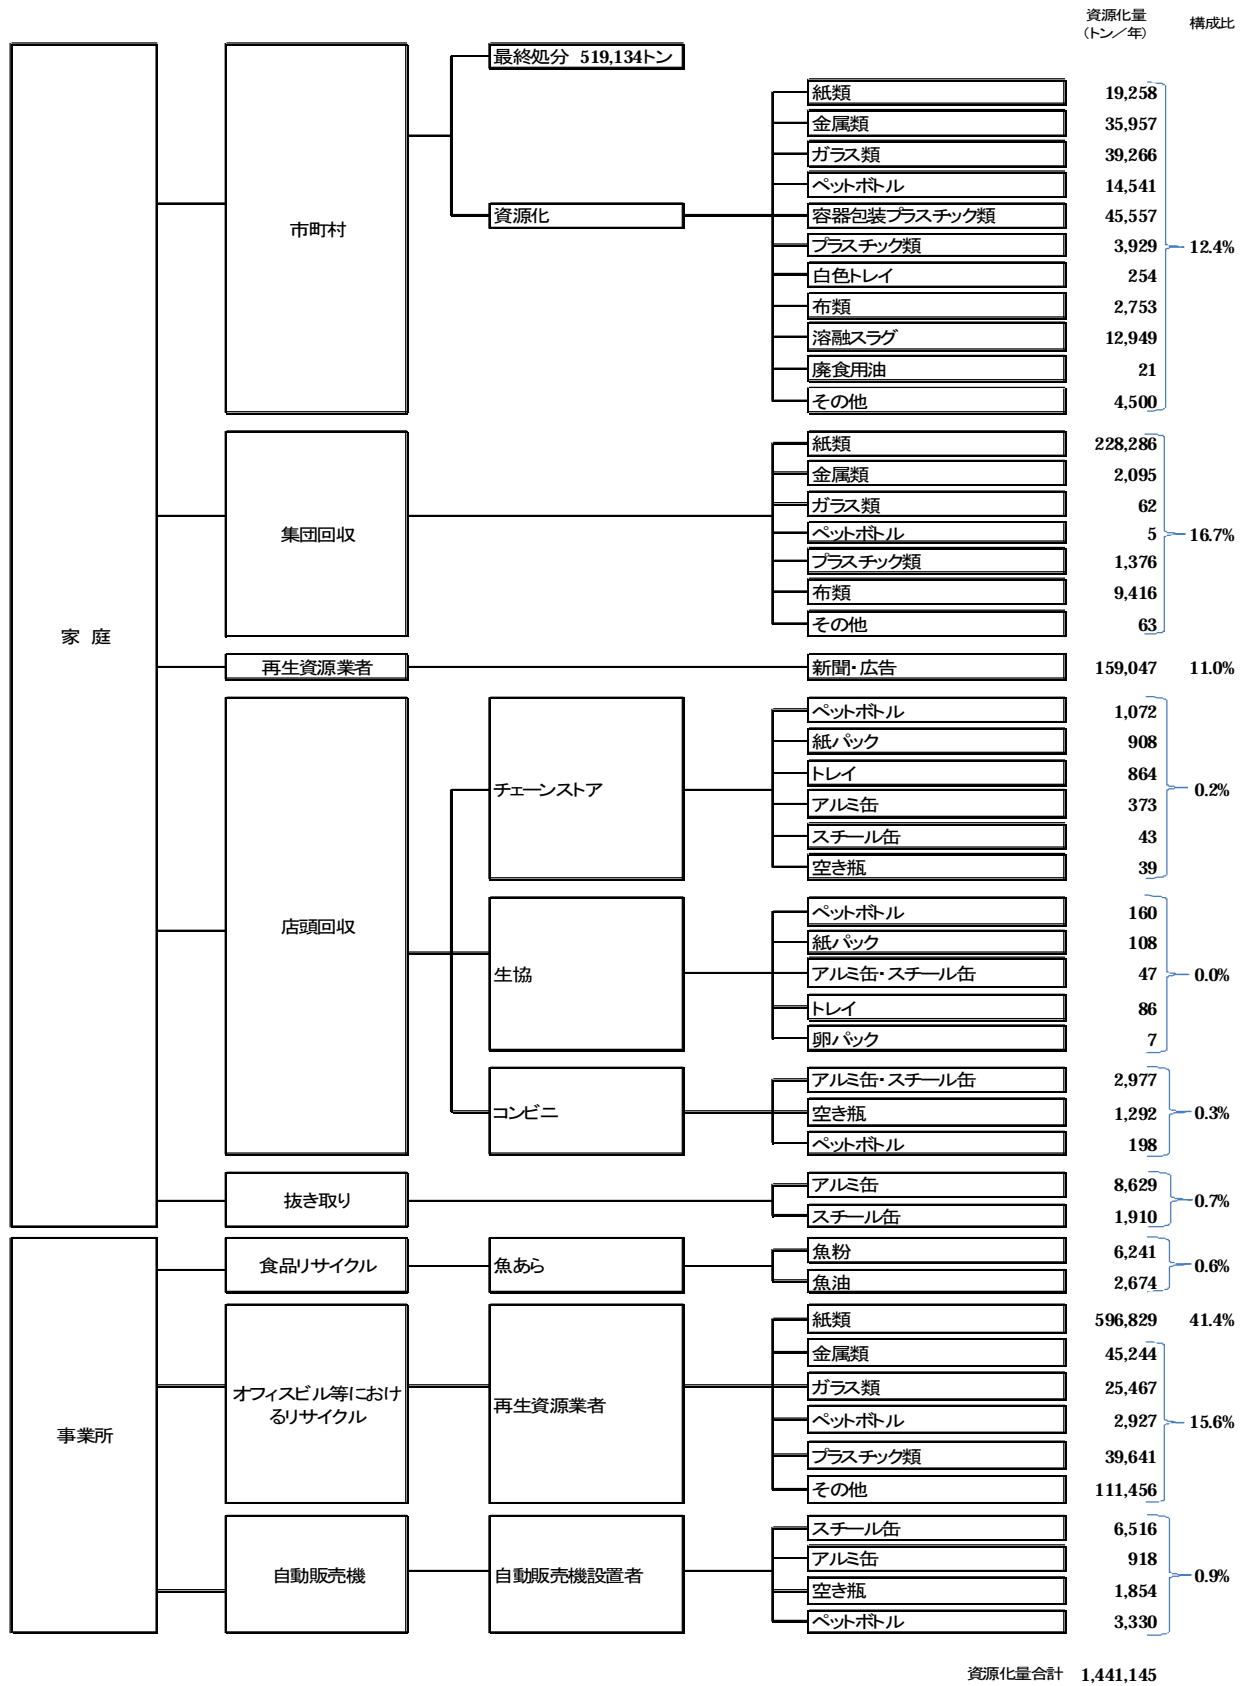 資源化量
(トン／年)
構成比
家 庭
市町村
最終処分 519,134トン
資源化
紙類 19,258
金属類 35,957
ガラス類 39,266
ペットボトル 14,541
容器包装プラスチック類 45,557
プラスチック類 3,929
12.4%
白色トレイ 254
布類 2,753
溶融スラグ 12,949
廃食用油 21
その他 4,500
集団回収
紙類 228,286
金属類 2,095
ガラス類 62
ペットボトル 5
16.7%
プラスチック類 1,376
布類 9,416
その他 63
再生資源業者
新聞・広告 159,047 11.0%
店頭回収
チェーンストア
ペットボトル 1,072
紙パック 908
トレイ 864
0.2%
アルミ缶 373
スチール缶 43
空き瓶 39
生協
ペットボトル 160
紙パック 108
アルミ缶・スチール缶 47
0.0%
トレイ 86
卵パック 7
コンビニ
アルミ缶・スチール缶 2,977
空き瓶 1,292
0.3%
ペットボトル 198
抜き取り
アルミ缶 8,629
0.7%
スチール缶 1,910
事業所
食品リサイクル
魚あら
魚粉 6,241
0.6%
魚油 2,674
オフィスビル等におけ
るリサイクル
再生資源業者
紙類 596,829 41.4%
金属類 45,244
ガラス類 25,467
ペットボトル 2,927
15.6%
プラスチック類 39,641
その他 111,456
自動販売機
自動販売機設置者
スチール缶 6,516
アルミ缶 918
0.9%
空き瓶 1,854
ペットボトル 3,330
資源化量合計 1,441,145